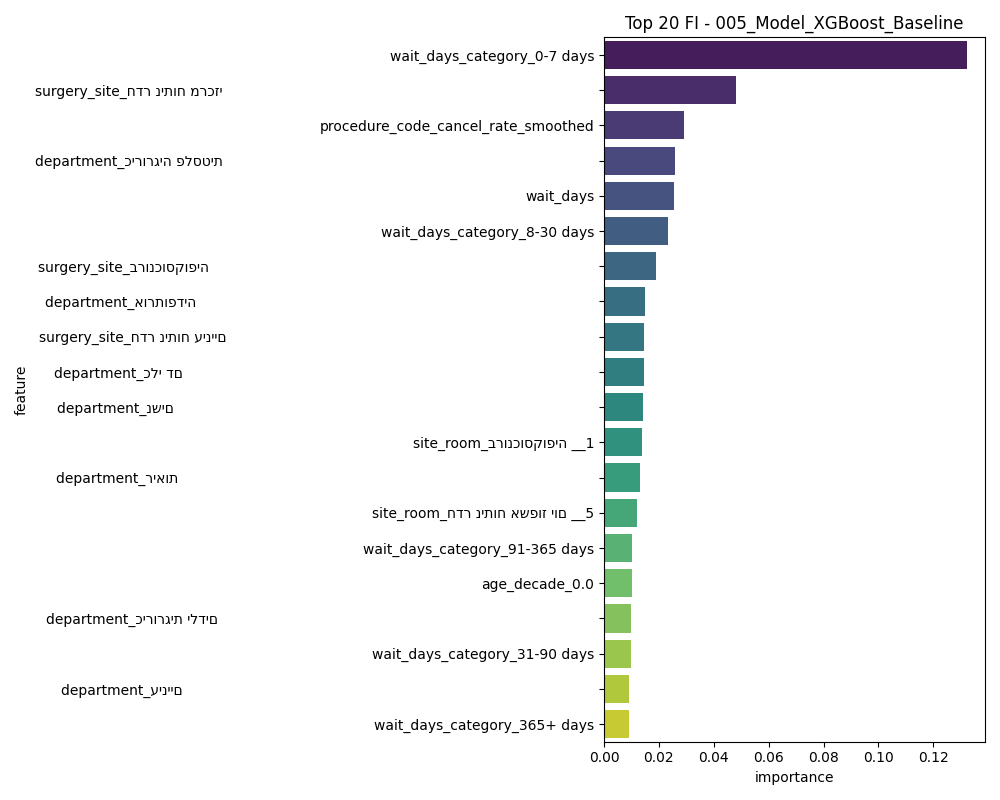 Top 20 FI - 005_Model_XGBoost_Baseline
wait_days_category_0-7 days
surgery_site_חדר ניתוח מרכזי
procedure_code_cancel_rate_smoothed
department_כירורגיה פלסטית
wait_days
wait_days_category_8-30 days
surgery_site_ברונכוסקופיה
department_אורתופדיה
surgery_site_חדר ניתוח עיניים
department_כלי דם
department_נשים
site_room_ברונכוסקופיה __1
department_ריאות
site_room_חדר ניתוח אשפוז יום __5
wait_days_category_91-365 days
age_decade_0.0
department_כירורגית ילדים
wait_days_category_31-90 days
department_עיניים
wait_days_category_365+ days
feature
0.00 0.02 0.04 0.06 0.08 0.10 0.12
importance